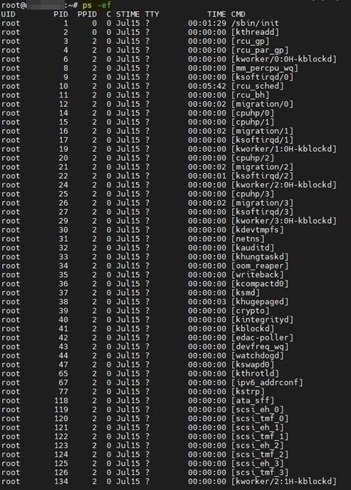 root@:~# ps -ef
UID PID PPID C STIME TTY TIME CMD
root 1 0 0 Jul15 ? 00:01:29 /sbin/init
root 2 0 0 Jul15 ? 00:00:00 [kthreadd]
root 3 2 0 Jul15 ? 00:00:00 [rcu_gp]
root 4 2 0 Jul15 ? 00:00:00 [rcu_par_gp]
root 6 2 0 Jul15 ? 00:00:00 [kworker/0:0H-kblockd]
root 8 2 0 Jul15 ? 00:00:00 [mm_percpu_wq]
root 9 2 0 Jul15 ? 00:00:00 [ksoftirqd/0]
root 10 2 0 Jul15 ? 00:05:42 [rcu_sched]
root 11 2 0 Jul15 ? 00:00:00 [rcu_bh]
root 12 2 0 Jul15 ? 00:00:02 [migration/0]
root 14 2 0 Jul15 ? 00:00:00 [cpuhp/0]
root 15 2 0 Jul15 ? 00:00:00 [cpuhp/1]
root 16 2 0 Jul15 ? 00:00:02 [migration/1]
root 17 2 0 Jul15 ? 00:00:00 [ksoftirqd/1]
root 19 2 0 Jul15 ? 00:00:00 [kworker/1:0H-kblockd]
root 20 2 0 Jul15 ? 00:00:00 [cpuhp/2]
root 21 2 0 Jul15 ? 00:00:02 [migration/2]
root 22 2 0 Jul15 ? 00:00:01 [ksoftirqd/2]
root 24 2 0 Jul15 ? 00:00:00 [kworker/2:0H-kblockd]
root 25 2 0 Jul15 ? 00:00:00 [cpuhp/3]
root 26 2 0 Jul15 ? 00:00:02 [migration/3]
root 27 2 0 Jul15 ? 00:00:00 [ksoftirqd/3]
root 29 2 0 Jul15 ? 00:00:00 [kworker/3:0H-kblockd]
root 30 2 0 Jul15 ? 00:00:00 [kdevtmpfs]
root 31 2 0 Jul15 ? 00:00:00 [netns]
root 32 2 0 Jul15 ? 00:00:00 [kauditd]
root 33 2 0 Jul15 ? 00:00:00 [khungtaskd]
root 34 2 0 Jul15 ? 00:00:00 [oom_reaper]
root 35 2 0 Jul15 ? 00:00:00 [writeback]
root 36 2 0 Jul15 ? 00:00:00 [kcompactd0]
root 37 2 0 Jul15 ? 00:00:00 [ksmd]
root 38 2 0 Jul15 ? 00:00:03 [khugepaged]
root 39 2 0 Jul15 ? 00:00:00 [crypto]
root 40 2 0 Jul15 ? 00:00:00 [kintegrityd]
root 41 2 0 Jul15 ? 00:00:00 [kblockd]
root 42 2 0 Jul15 ? 00:00:00 [edac-poller]
root 43 2 0 Jul15 ? 00:00:00 [devfreq_wq]
root 44 2 0 Jul15 ? 00:00:00 [watchdogd]
root 47 2 0 Jul15 ? 00:00:00 [kswapd0]
root 65 2 0 Jul15 ? 00:00:00 [kthrotld]
root 67 2 0 Jul15 ? 00:00:00 [ipv6_addrconf]
root 77 2 0 Jul15 ? 00:00:00 [kstrp]
root 118 2 0 Jul15 ? 00:00:00 [ata_sff]
root 119 2 0 Jul15 ? 00:00:00 [scsi_eh_0]
root 120 2 0 Jul15 ? 00:00:00 [scsi_tmf_0]
root 121 2 0 Jul15 ? 00:00:00 [scsi_eh_1]
root 122 2 0 Jul15 ? 00:00:00 [scsi_tmf_1]
root 123 2 0 Jul15 ? 00:00:00 [scsi_eh_2]
root 124 2 0 Jul15 ? 00:00:00 [scsi_tmf_2]
root 125 2 0 Jul15 ? 00:00:00 [scsi_eh_3]
root 126 2 0 Jul15 ? 00:00:00 [scsi_tmf_3]
root 134 2 0 Jul15 ? 00:00:00 [kworker/2:1H-kblockd]